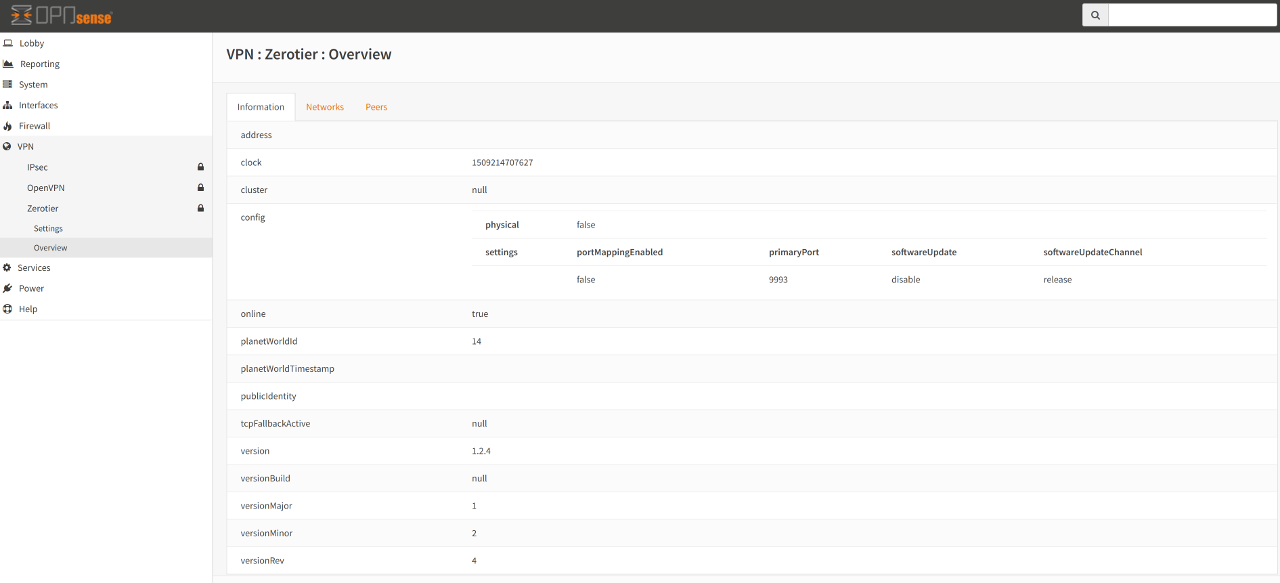 OPNsense
Lobby
Reporting
System
Interfaces
Firewall
VPN
IPsec
OpenVPN
Zerotier
Settings
Overview
Services
Power
Help
VPN : Zerotier : Overview
Information Networks Peers
address
clock 1509214707627
cluster null
config
physical false
settings portMappingEnabled primaryPort softwareUpdate softwareUpdateChannel
false 9993 disable release
online true
planetWorldId 14
planetWorldTimestamp
publicIdentity
tcpFallbackActive null
version 1.2.4
versionBuild null
versionMajor 1
versionMinor 2
versionRev 4